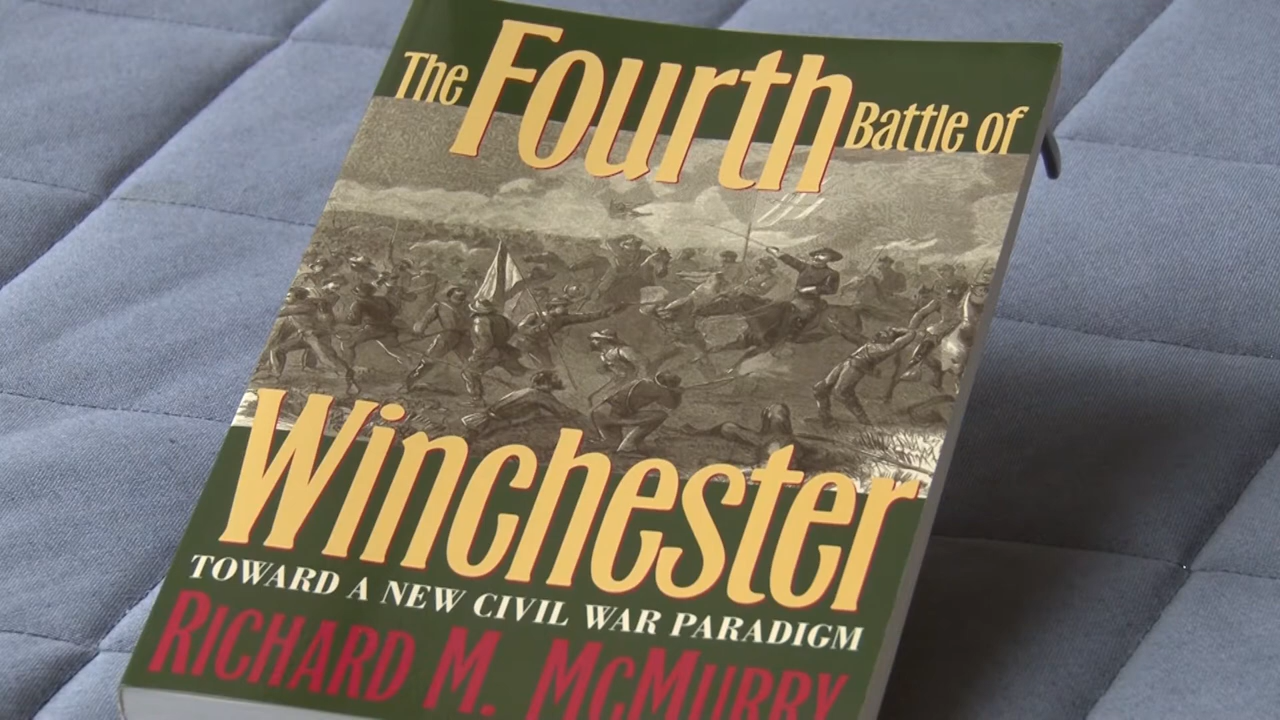 The Fourth Battle of
Winchester
TOWARD A NEW CIVIL WAR PARADIGM
RICHARD M. MCMURRY